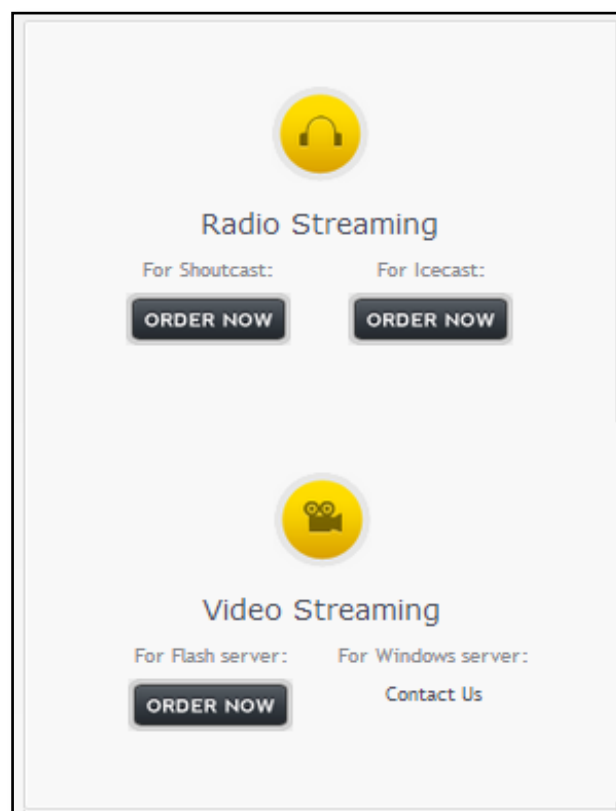 Radio Streaming
For Shoutcast: For Icecast:
ORDER NOW ORDER NOW
Video Streaming
For Flash server: For Windows server:
ORDER NOW Contact Us